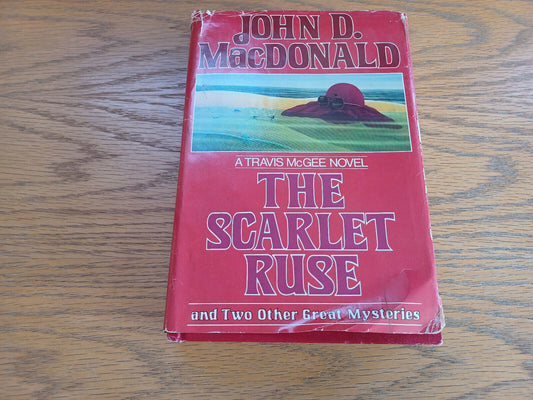 JOHN D.
MacDONALD
A TRAVIS McGEE NOVEL
THE
SCARLET
RUSE
and Two Other Great Mysteries